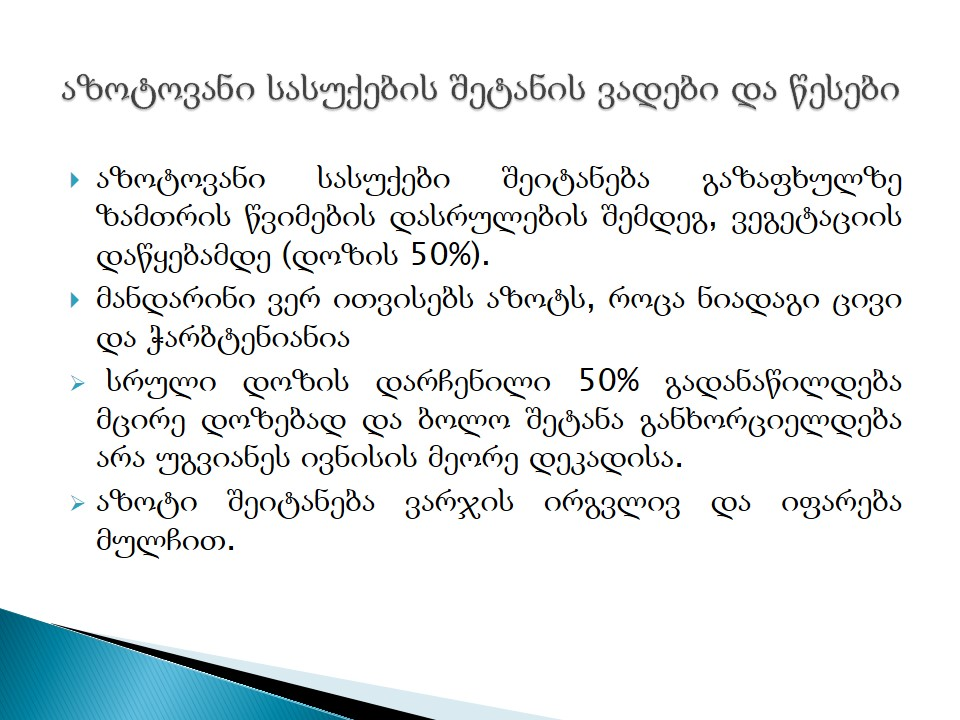 აზოტოვანი სასუქების შეტანის ვადები და წესები
აზოტოვანი სასუქები შეიტანება გაზაფხულზე
ზამთრის წვიმების დასრულების შემდეგ, ვეგეტაციის
დაწყებამდე (დოზის 50%).
მანდარინი ვერ ითვისებს აზოტს, როცა ნიადაგი ცივი
და ჭარბტენიანია
სრული დოზის დარჩენილი 50% გადანაწილდება
მცირე დოზებად და ბოლო შეტანა განხორციელდება
არა უგვიანეს ივნისის მეორე დეკადისა.
აზოტი შეიტანება ვარჯის ირგვლივ და იფარება
მულჩით.